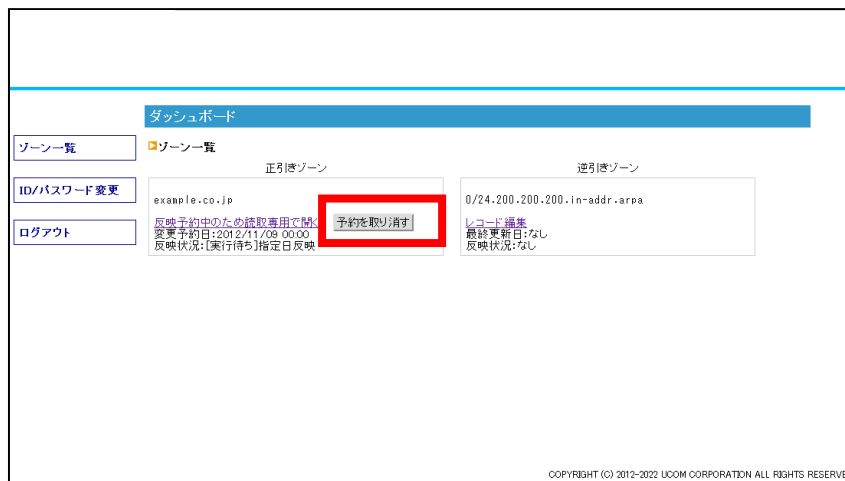 ダッシュボード
ゾーン一覧
ID/パスワード変更
ログアウト
ゾーン一覧
正引きゾーン
example.co.jp
反映予約中のため読取専用で開く 予約を取り消す
変更予約日:2012/11/09 00:00
反映状況:[実行待ち]指定日反映
逆引きゾーン
0/24.200.200.200.in-addr.arpa
レコード編集
最終更新日:なし
反映状況:なし
COPYRIGHT (C) 2012-2022 UCOM CORPORATION ALL RIGHTS RESERVE